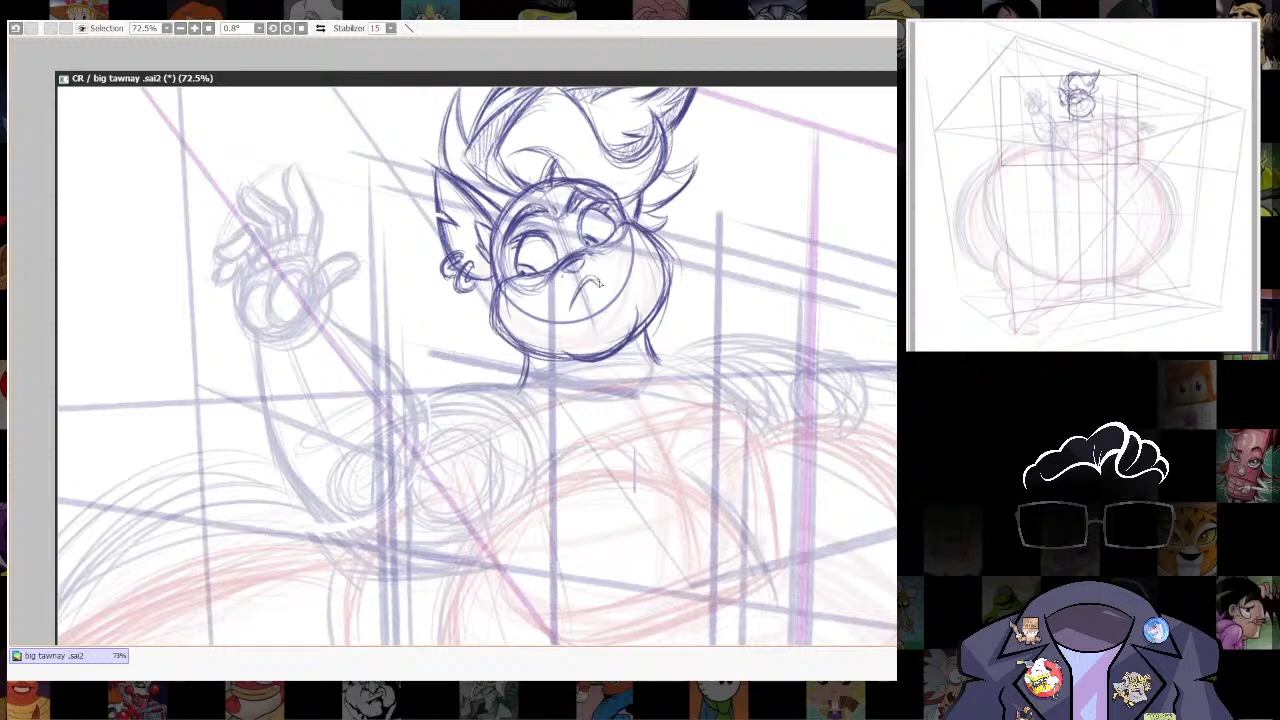 Selection 72.5% 0.8° Stabilizer 15
CR / big tawnay .sai2 (*) (72.5%)
big tawnay .sai2 73%